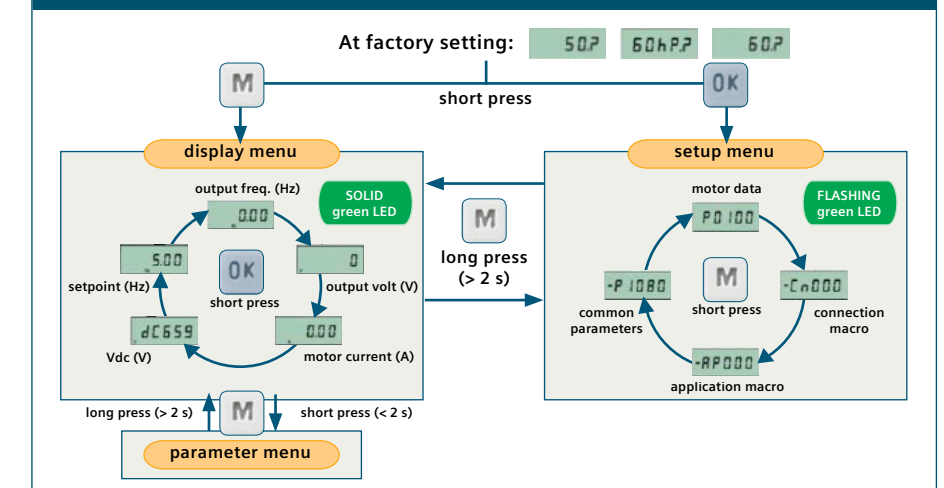 At factory setting: 50.? 60hP.? 60.?
M
OK
short press
display menu
output freq. (Hz)
SOLID
green LED
0.00
5.00
0
OK
setpoint (Hz)
short press
output volt (V)
dC659
0.00
Vdc (V)
motor current (A)
M
long press
(> 2 s)
setup menu
motor data
FLASHING
green LED
P0100
-P1080
M
-Cn000
common
parameters
short press
connection
macro
-AP000
application macro
long press (> 2 s)
M
short press (< 2 s)
parameter menu